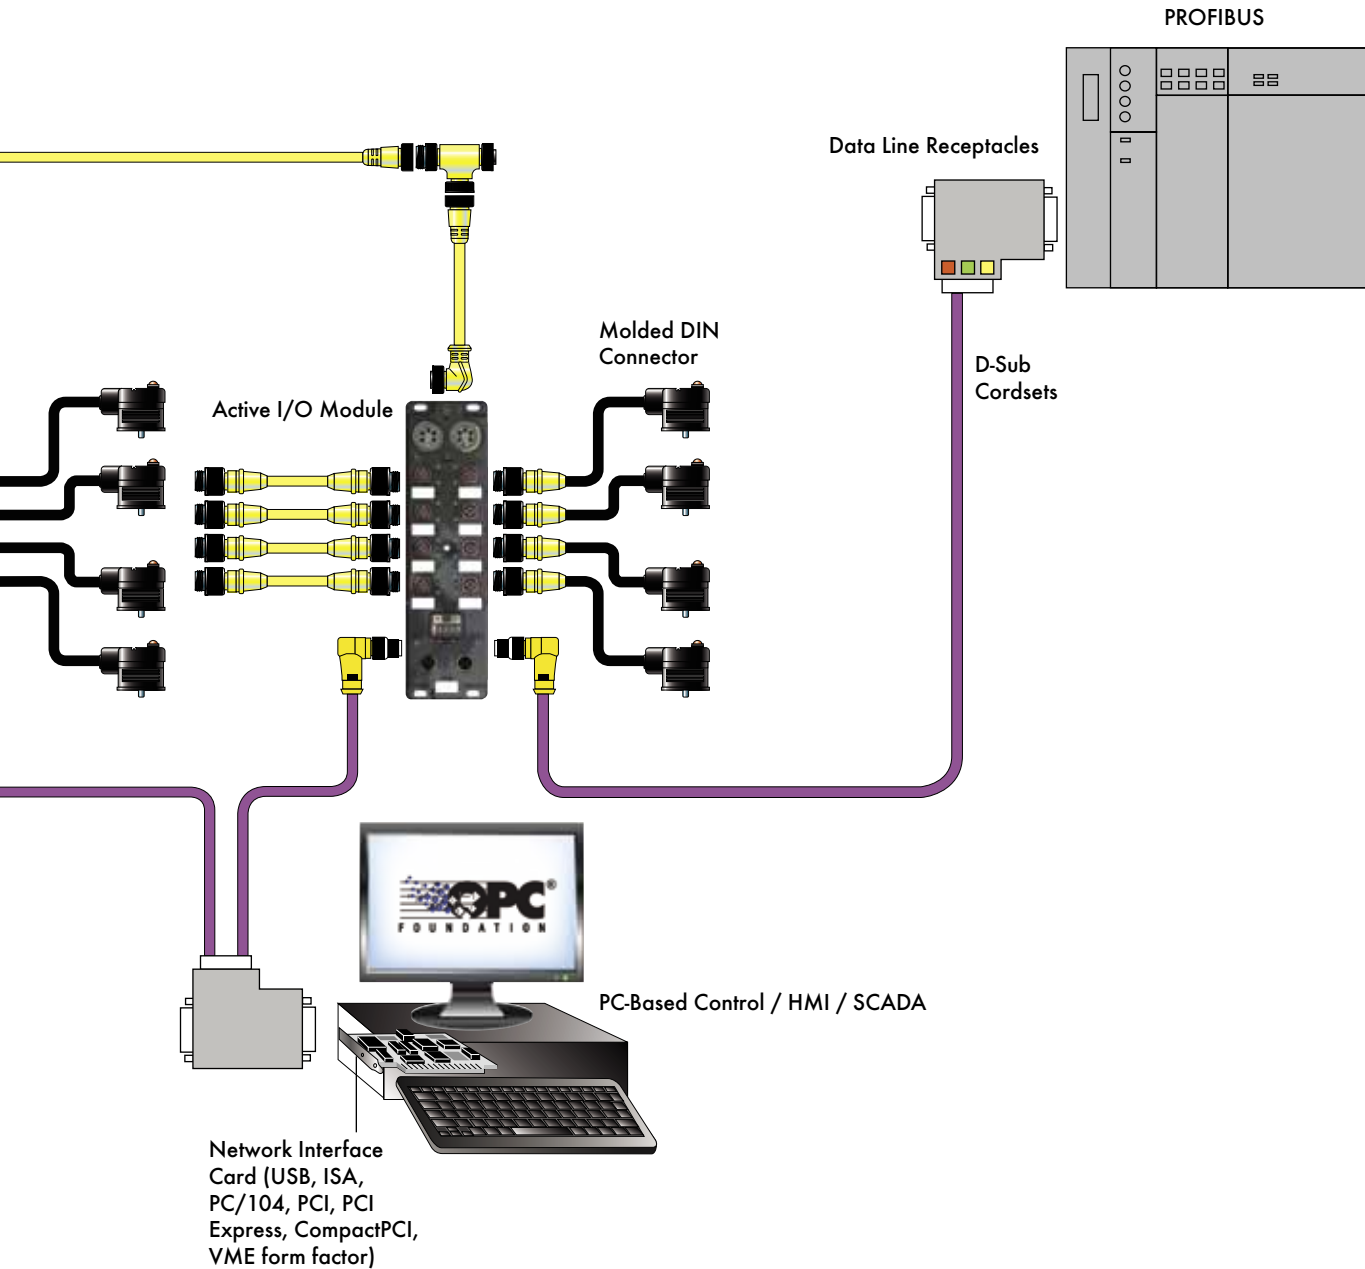 PROFIBUS
Data Line Receptacles
Molded DIN
Connector
D-Sub
Cordsets
Active I/O Module
OPC®
FOUNDATION
PC-Based Control / HMI / SCADA
Network Interface
Card (USB, ISA,
PC/104, PCI, PCI
Express, CompactPCI,
VME form factor)